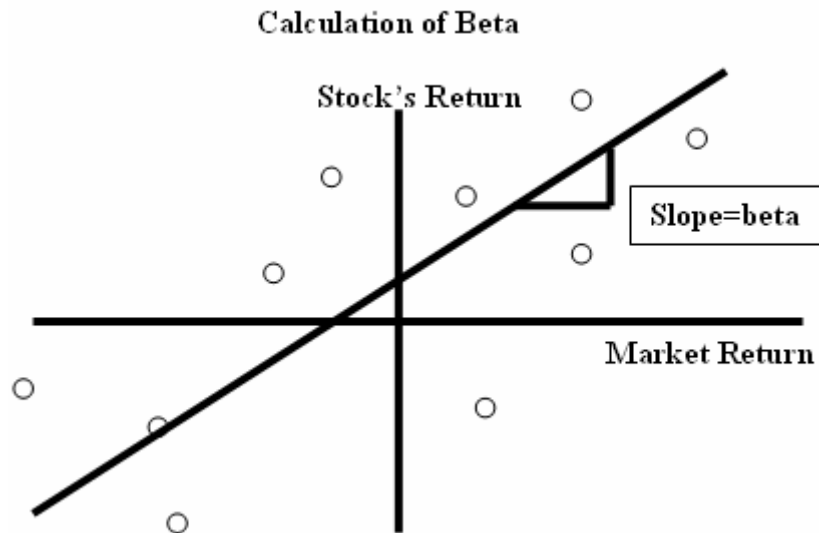 Calculation of Beta
Stock's Return
Slope=beta
Market Return